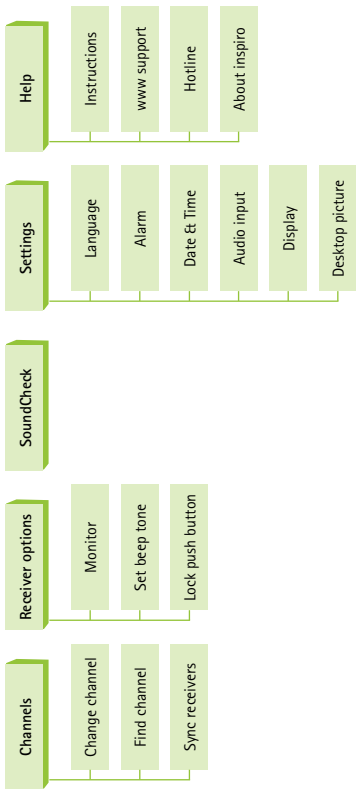 Channels
Change channel
Find channel
Sync receivers
Receiver options
Monitor
Set beep tone
Lock push button
SoundCheck
Settings
Language
Alarm
Date & Time
Audio input
Display
Desktop picture
Help
Instructions
www support
Hotline
About inspiro